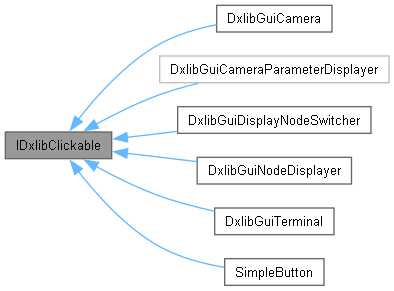 DxlibGuiCamera
DxlibGuiCameraParameterDisplayer
DxlibGuiDisplayNodeSwitcher
IDxlibClickable
DxlibGuiNodeDisplayer
DxlibGuiTerminal
SimpleButton